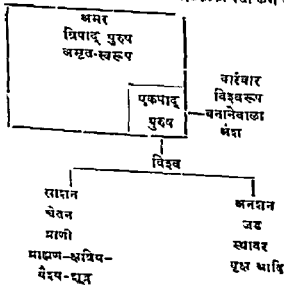 अमर
त्रिपाद् पुरुष
अमृत-स्वरूप
एकपाद्
पुरुष
वारंवार
विश्वरूप
बनानेवाला
अंश
विश्व
साशन
चेतन
प्राणी
ब्राह्मण-क्षत्रिय-
वैश्य-शूद्र
अनशन
जड
स्थावर
वृक्ष आदि